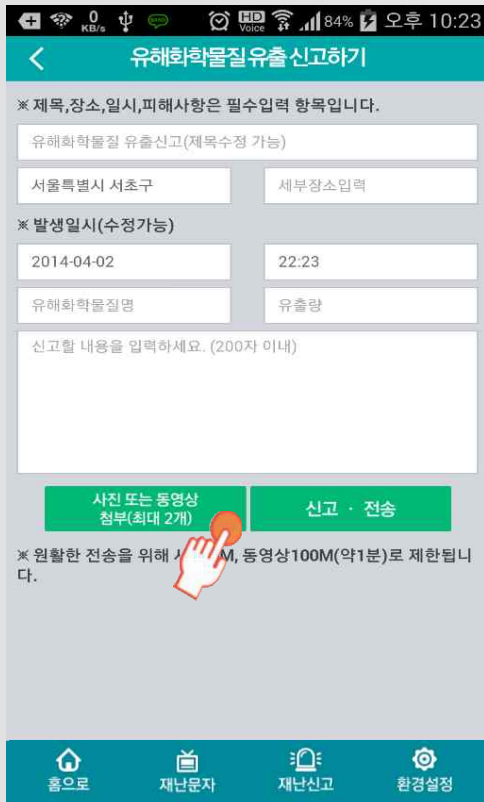 0 KB/s HD Voice 84% 오후 10:23
유해화학물질 유출 신고하기
※ 제목,장소,일시,피해사항은 필수입력 항목입니다.
유해화학물질 유출신고(제목수정 가능)
서울특별시 서초구 세부장소입력
※ 발생일시(수정가능)
2014-04-02 22:23
유해화학물질명 유출량
신고할 내용을 입력하세요. (200자 이내)
사진 또는 동영상
첨부(최대 2개)
신고 · 전송
※ 원활한 전송을 위해 M, 동영상100M(약1분)로 제한됩니
다.
홈으로 재난문자 재난신고 환경설정